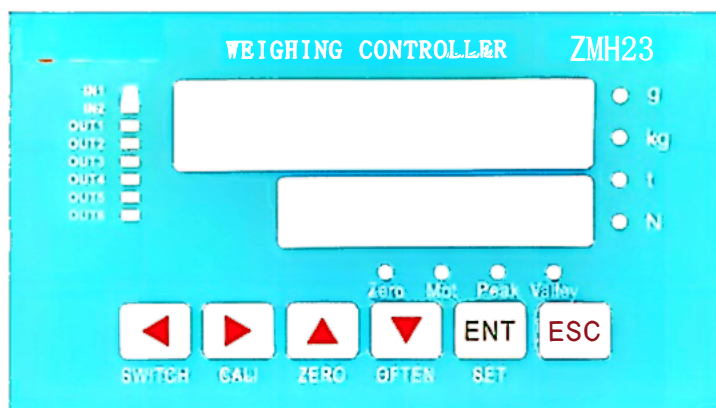 WEIGHING CONTROLLER
ZMH23
IN1
IN2
OUT1
OUT2
OUT3
OUT4
OUT5
OUT6
g
kg
t
N
Zero Mot Peak Valley
ENT ESC
SWITCH CALI ZERO OFTEN SET